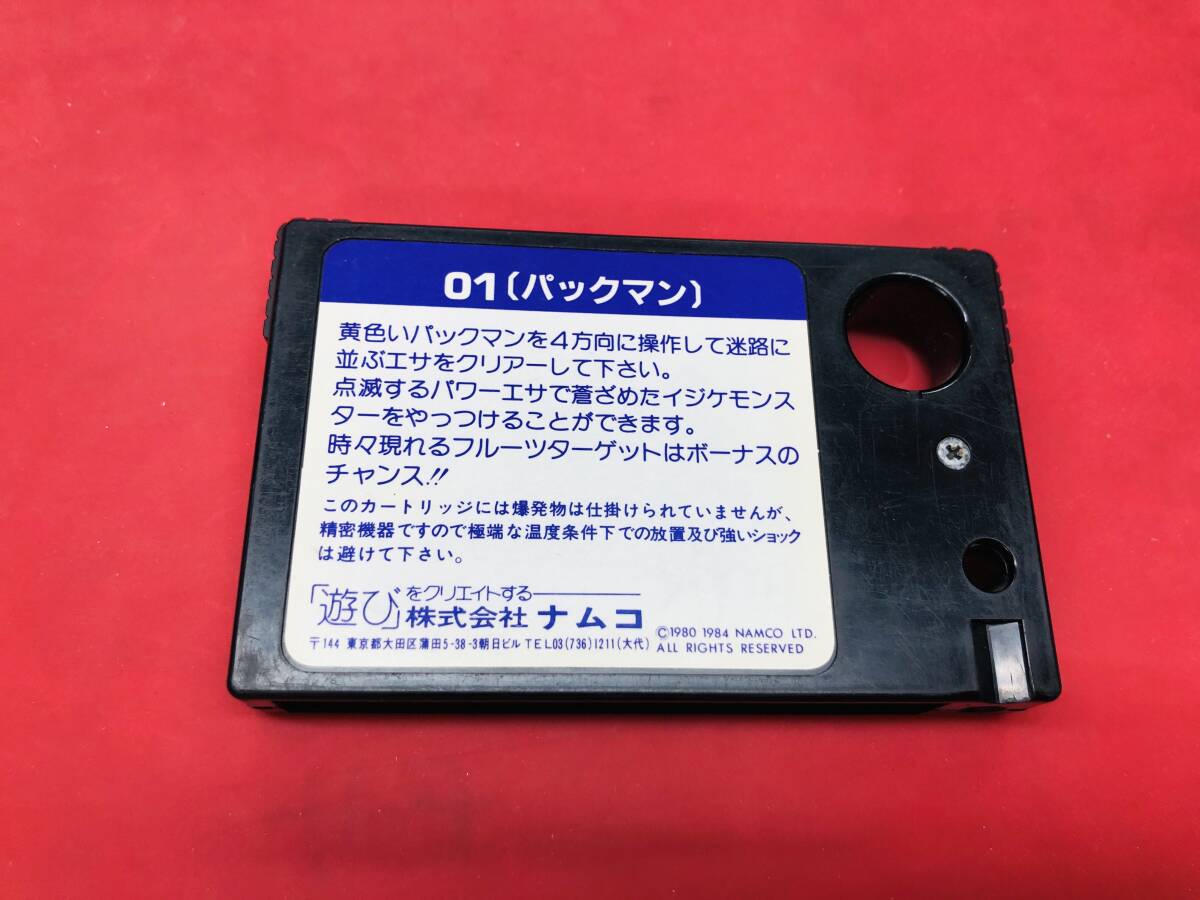 01〔パックマン〕
黄色いパックマンを4方向に操作して迷路に
並ぶエサをクリアーして下さい。
点滅するパワーエサで蒼ざめたイジケモンス
ターをやっつけることができます。
時々現れるフルーツターゲットはボーナスの
チャンス!!
このカートリッジには爆発物は仕掛けられていませんが、
精密機器ですので極端な温度条件下での放置及び強いショック
は避けて下さい。
「遊び」をクリエイトする
株式会社 ナムコ
〒144 東京都大田区蒲田5-38-3朝日ビル TEL03(736)1211(大代)
©1980 1984 NAMCO LTD.
ALL RIGHTS RESERVED